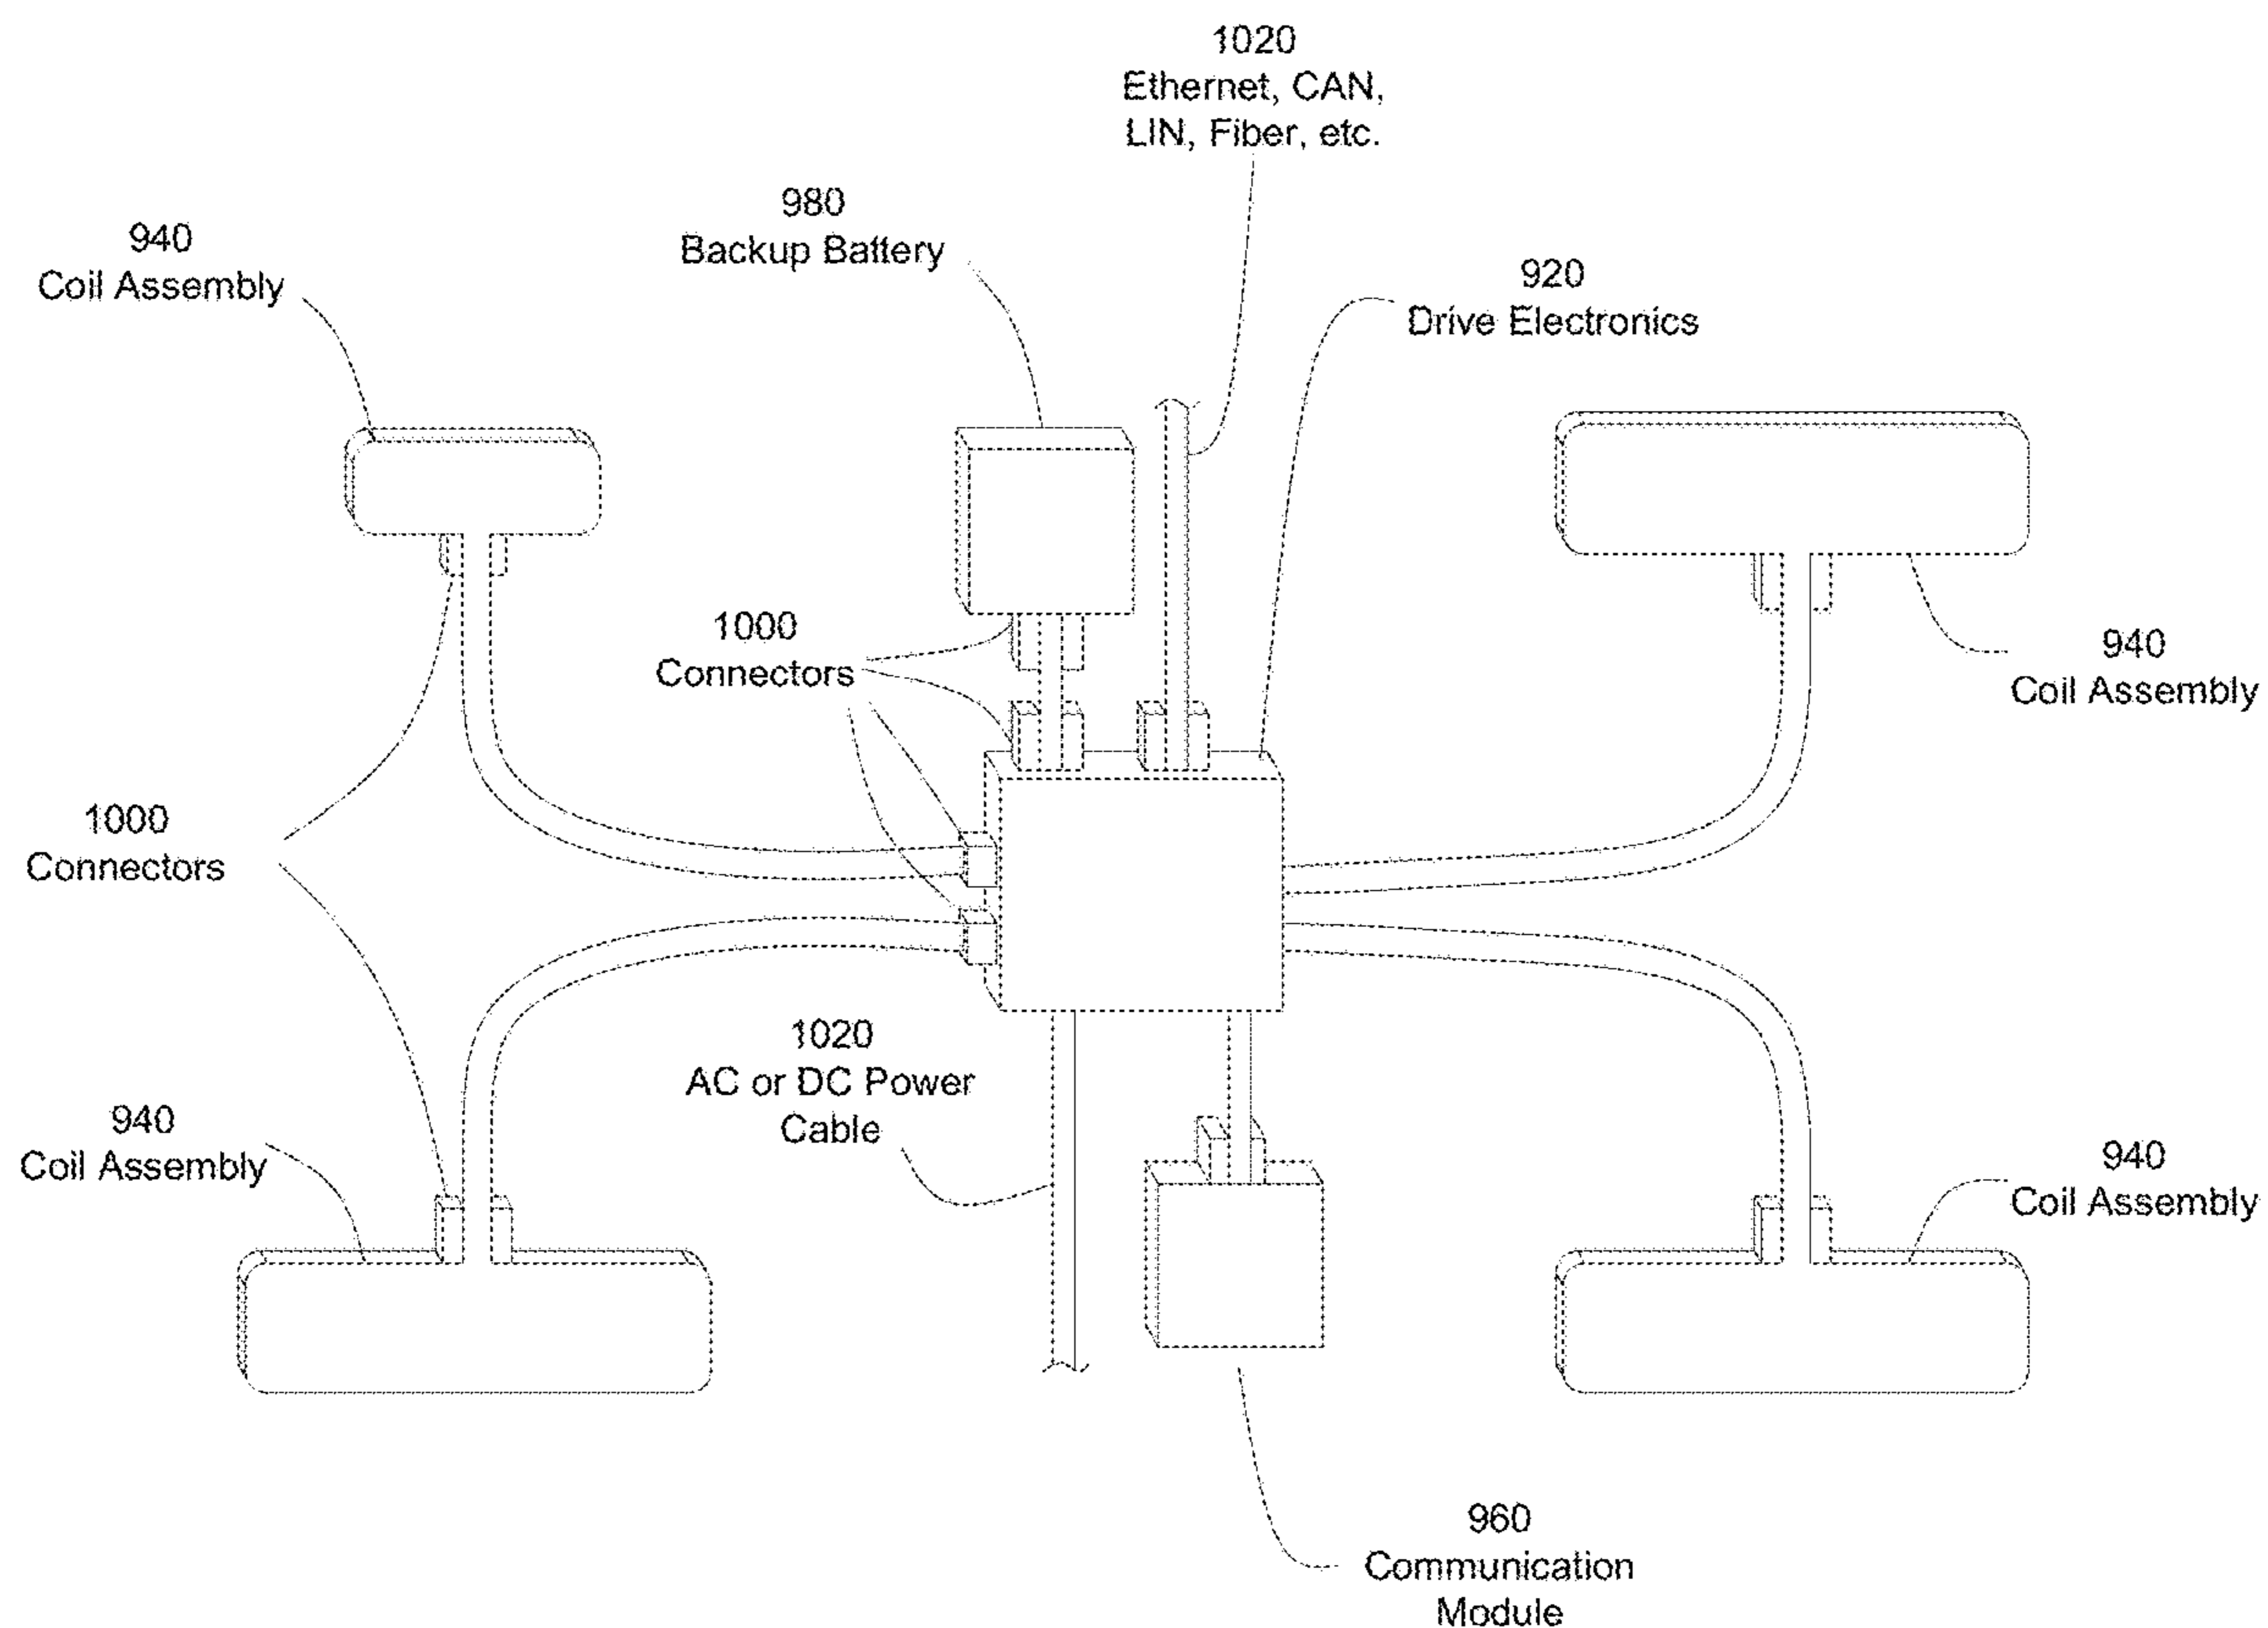 1020
Ethernet, CAN,
LIN, Fiber, etc.
980
Backup Battery
940
Coil Assembly
920
Drive Electronics
1000
Connectors
940
Coil Assembly
1000
Connectors
1020
AC or DC Power
Cable
940
Coil Assembly
940
Coil Assembly
960
Communication
Module